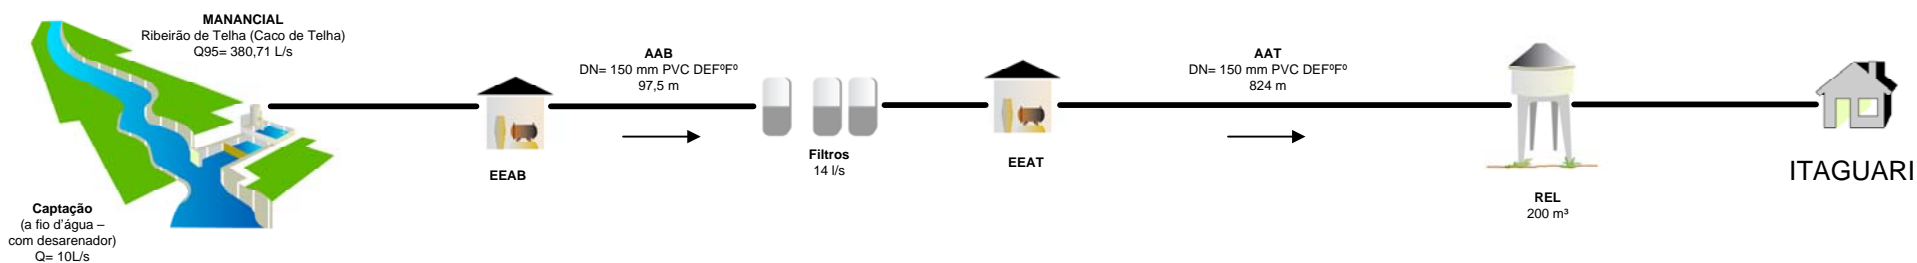 MANANCIAL
Ribeirão de Telha (Caco de Telha)
Q95= 380,71 L/s
Captação
(a fio d'água –
com desarenador)
Q= 10L/s
EEAB
AAB
DN= 150 mm PVC DEFºFº
97,5 m
Filtros
14 l/s
EEAT
AAT
DN= 150 mm PVC DEFºFº
824 m
REL
200 m³
ITAGUARI